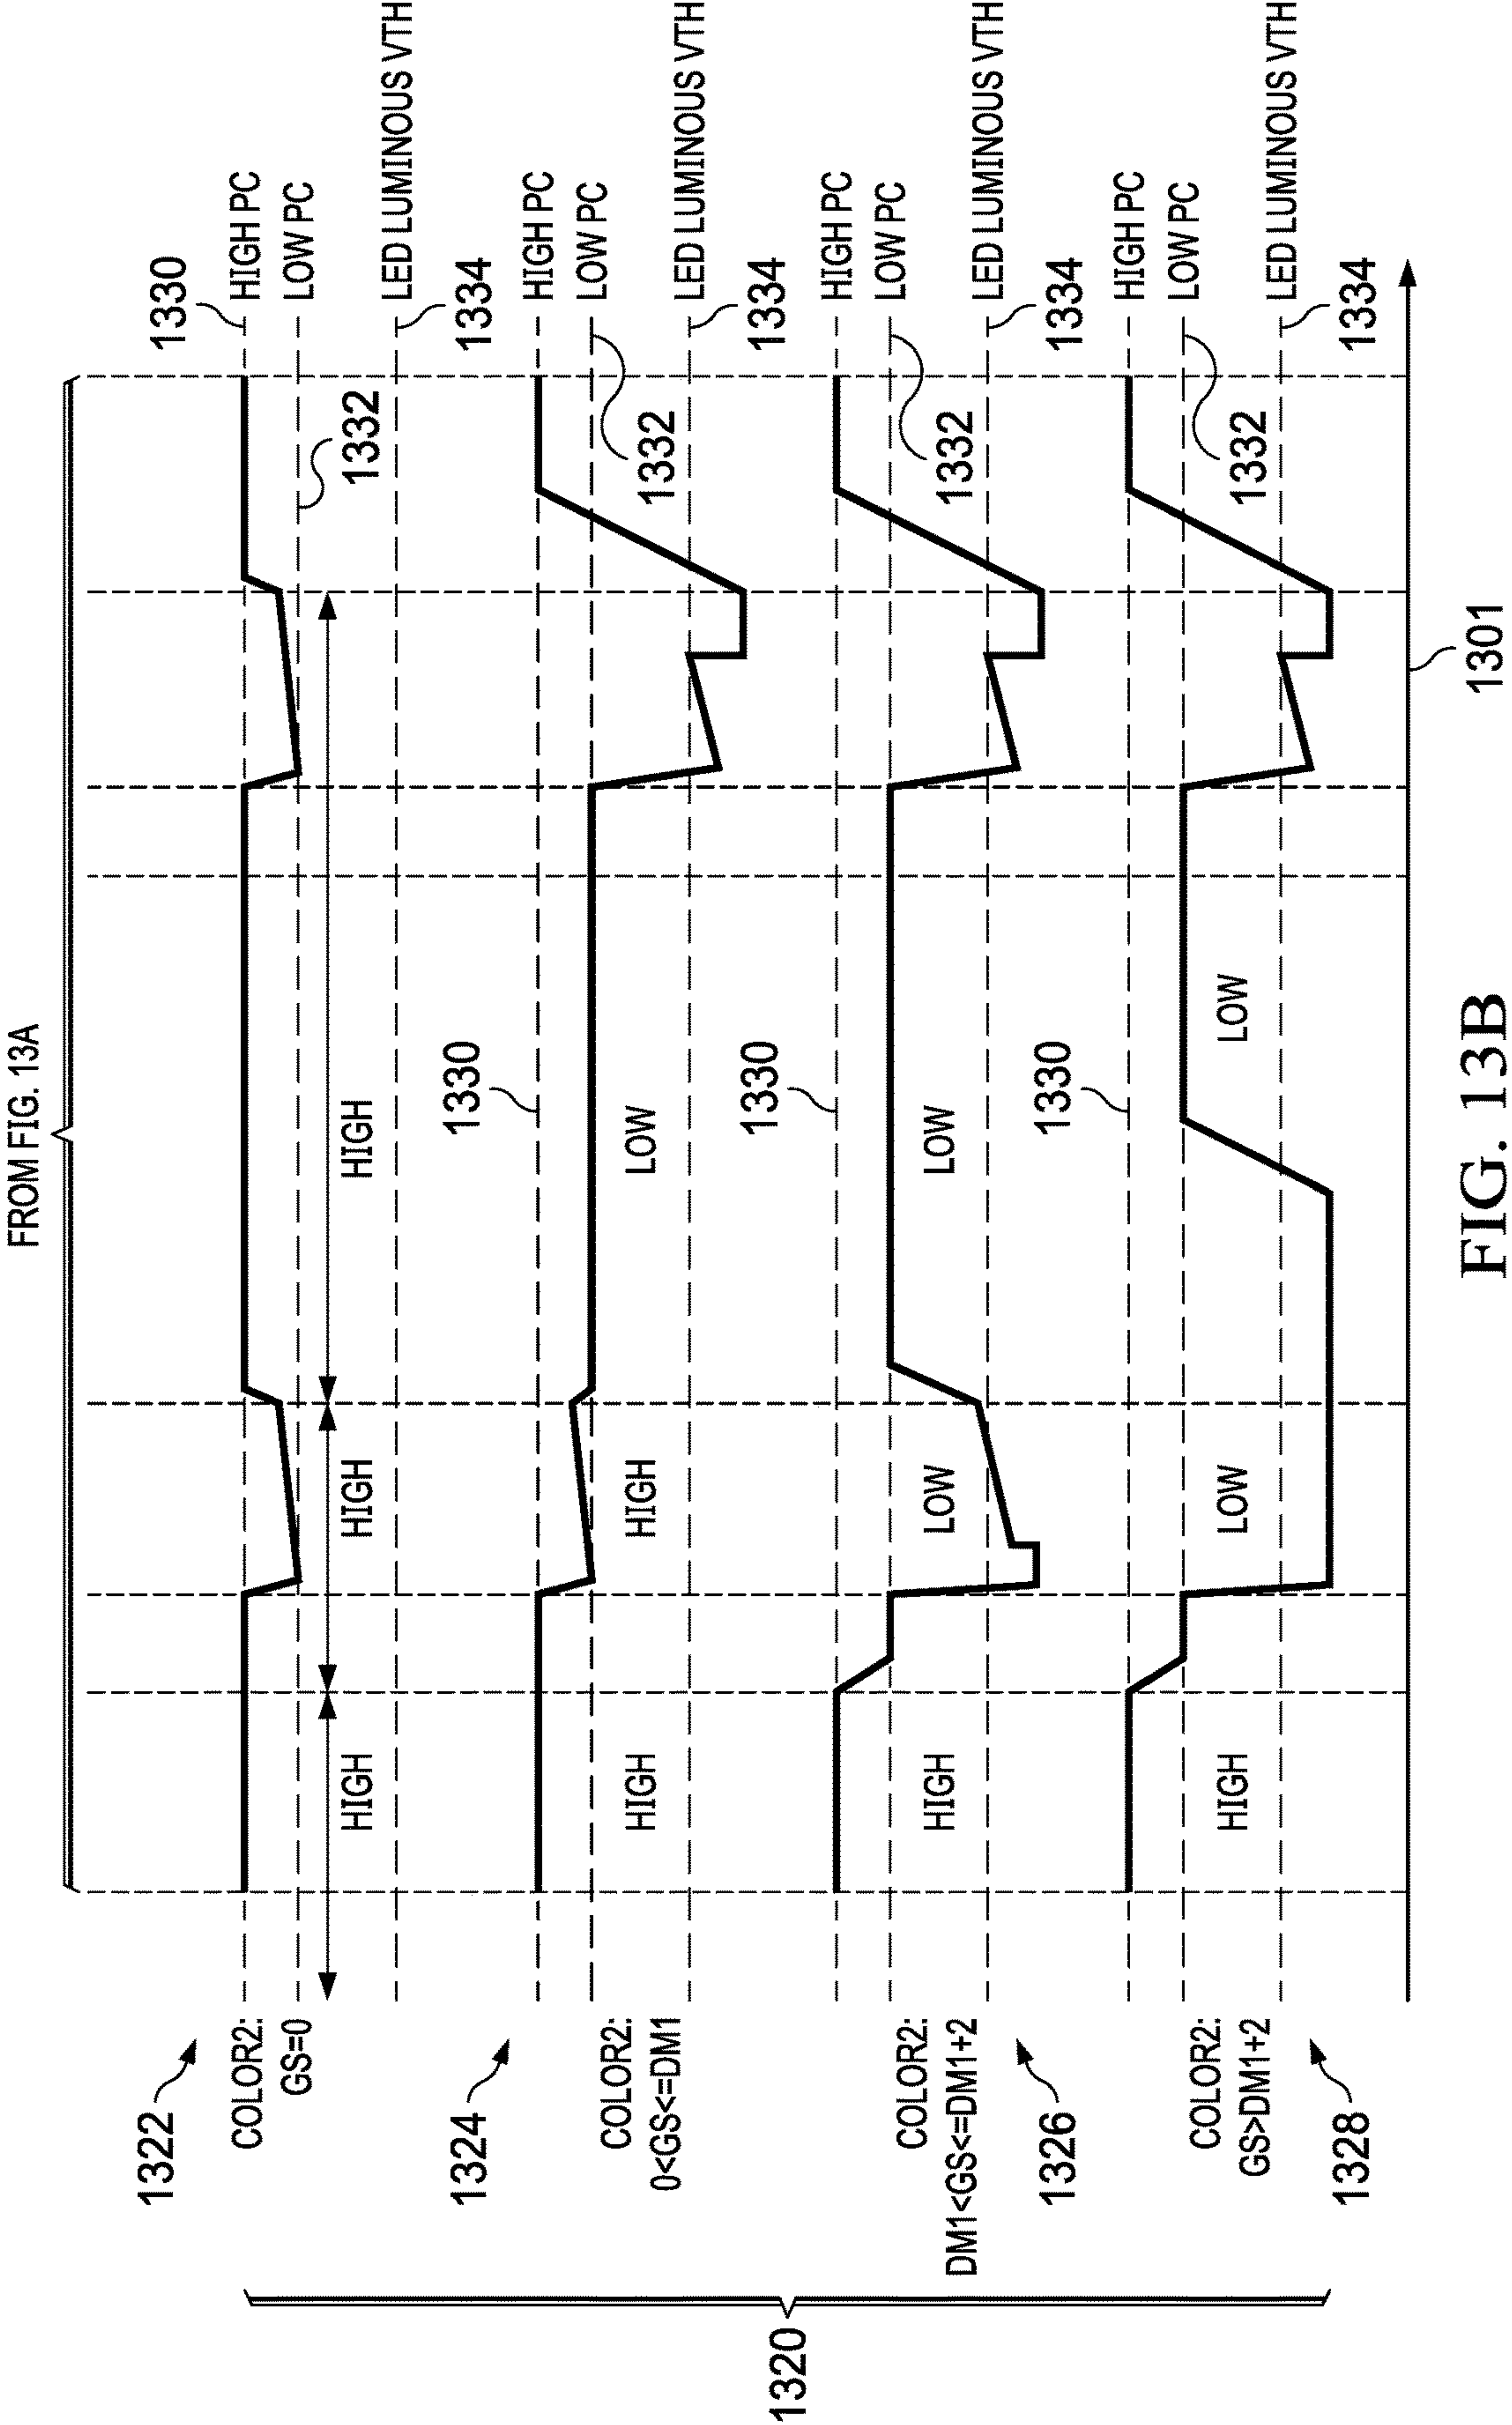 FROM FIG. 13A
1320
1322
COLOR2:
GS=0
HIGH
HIGH
HIGH
1330
HIGH PC
LOW PC
1332
LED LUMINOUS VTH
1334
1324
COLOR2:
0<GS<=DM1
HIGH
HIGH
LOW
1330
HIGH PC
LOW PC
1332
LED LUMINOUS VTH
1334
COLOR2:
DM1<GS<=DM1+2
1326
HIGH
LOW
LOW
1330
HIGH PC
LOW PC
1332
LED LUMINOUS VTH
1334
COLOR2:
GS>DM1+2
1328
HIGH
LOW
LOW
1330
HIGH PC
LOW PC
1332
LED LUMINOUS VTH
1334
1301
FIG. 13B